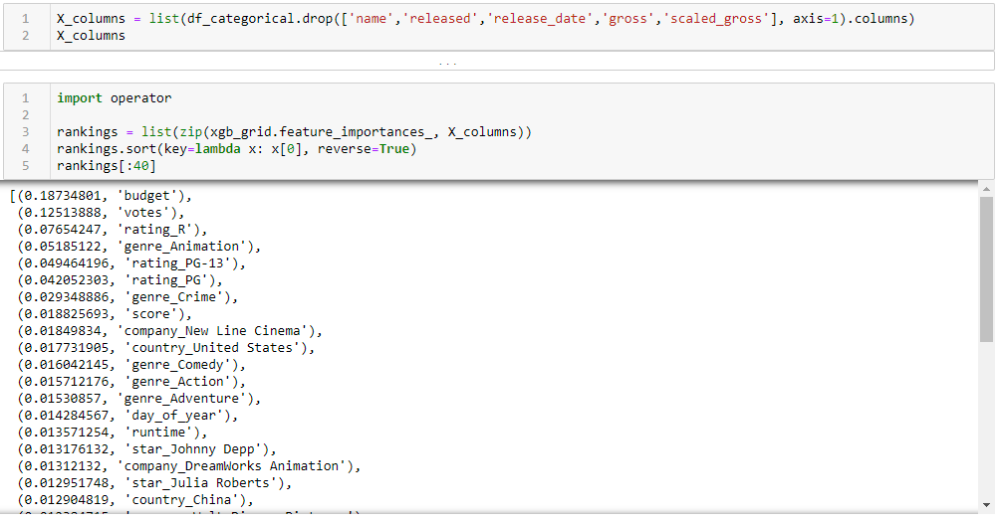 1 X_columns = list(df_categorical.drop(['name','released','release_date','gross','scaled_gross'], axis=1).columns)
2 X_columns
...
1 import operator
2
3 rankings = list(zip(xgb_grid.feature_importances_, X_columns))
4 rankings.sort(key=lambda x: x[0], reverse=True)
5 rankings[:40]
[(0.18734801, 'budget'),
(0.12513888, 'votes'),
(0.07654247, 'rating_R'),
(0.05185122, 'genre_Animation'),
(0.049464196, 'rating_PG-13'),
(0.042052303, 'rating_PG'),
(0.029348886, 'genre_Crime'),
(0.018825693, 'score'),
(0.01849834, 'company_New Line Cinema'),
(0.017731905, 'country_United States'),
(0.016042145, 'genre_Comedy'),
(0.015712176, 'genre_Action'),
(0.01530857, 'genre_Adventure'),
(0.014284567, 'day_of_year'),
(0.013571254, 'runtime'),
(0.013176132, 'star_Johnny Depp'),
(0.01312132, 'company_DreamWorks Animation'),
(0.012951748, 'star_Julia Roberts'),
(0.012904819, 'country_China'),